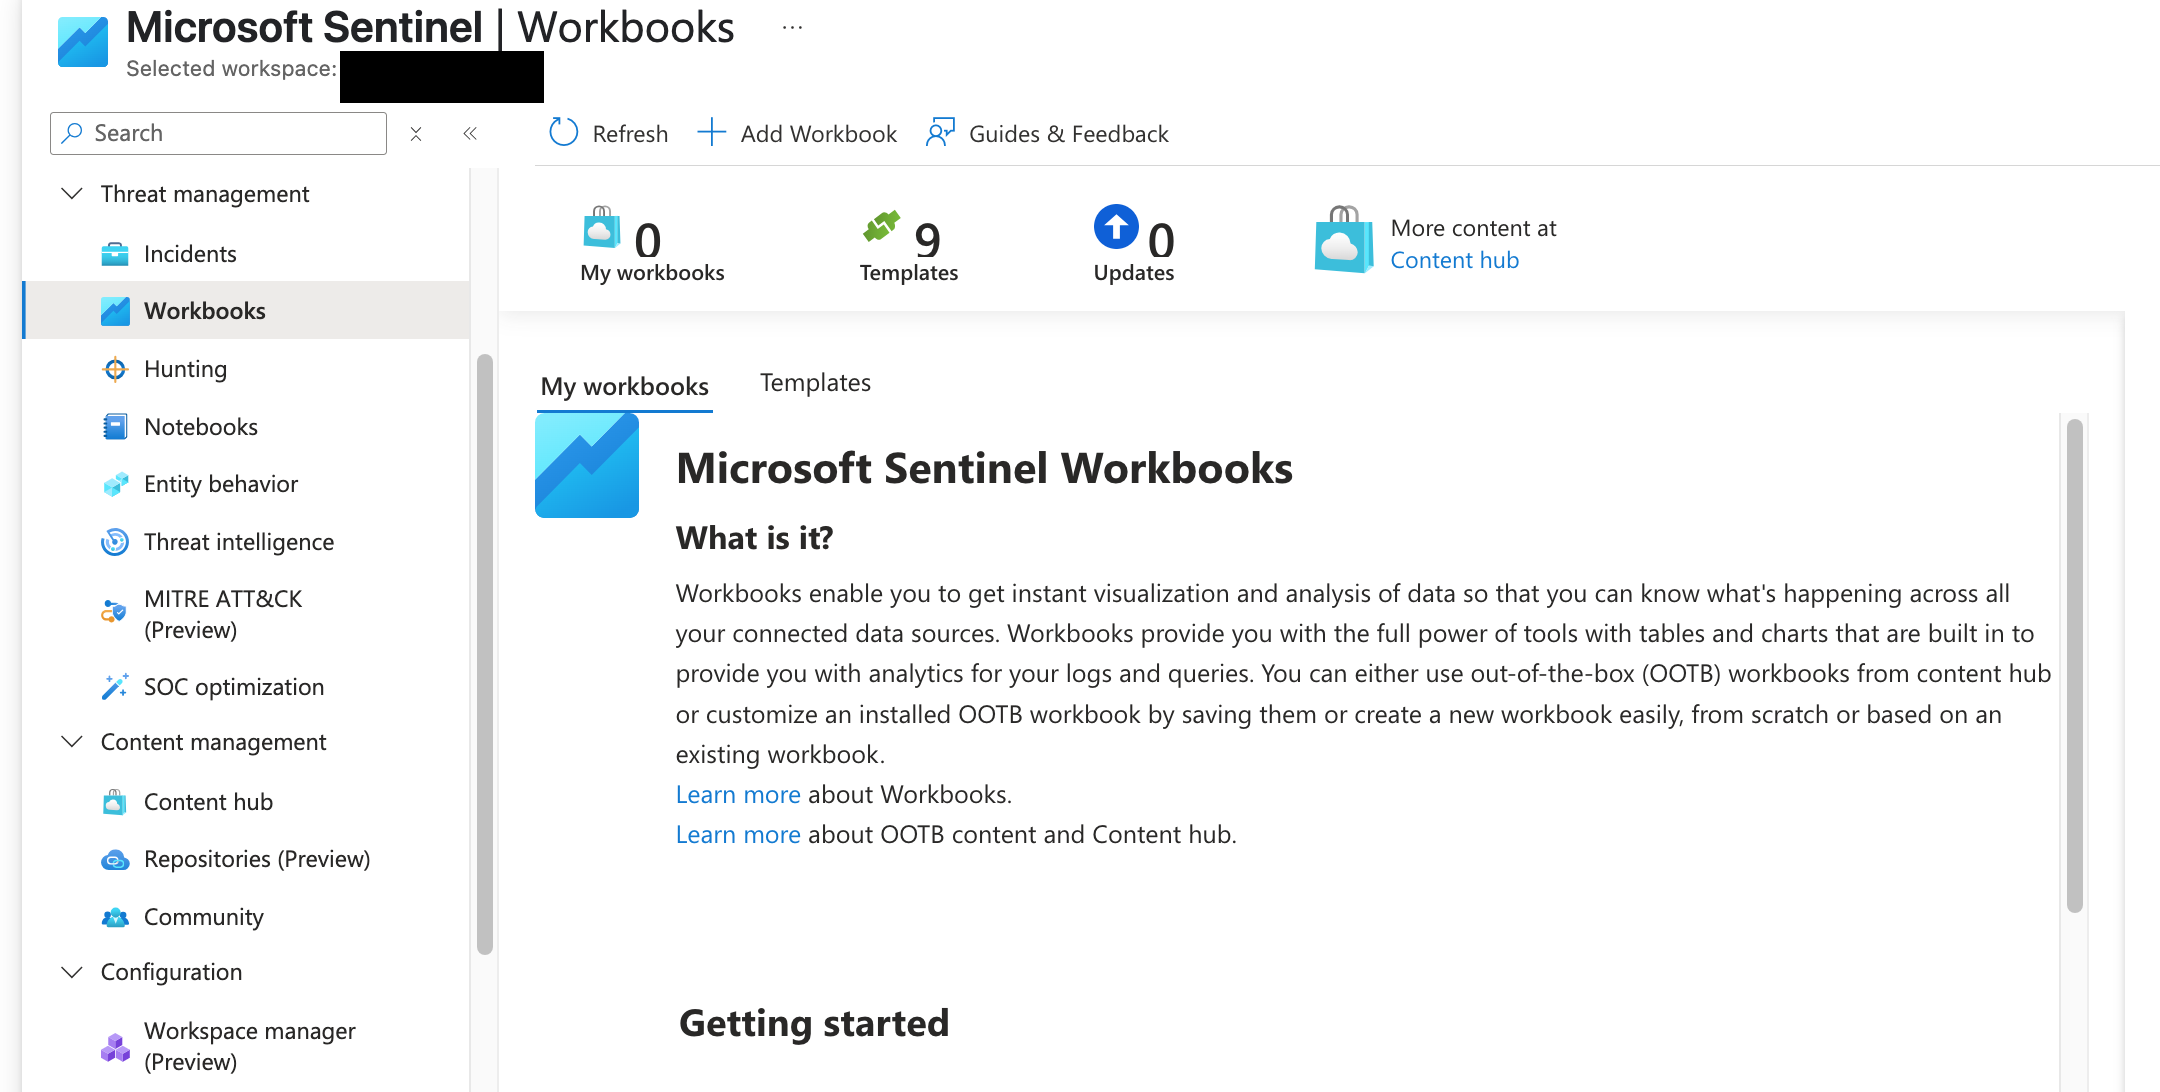 Microsoft Sentinel | Workbooks ...
Selected workspace:
Search
Refresh
Add Workbook
Guides & Feedback
Threat management
Incidents
Workbooks
Hunting
Notebooks
Entity behavior
Threat intelligence
MITRE ATT&CK
(Preview)
SOC optimization
Content management
Content hub
Repositories (Preview)
Community
Configuration
Workspace manager
(Preview)
0
My workbooks
9
Templates
0
Updates
More content at
Content hub
My workbooks
Templates
Microsoft Sentinel Workbooks
What is it?
Workbooks enable you to get instant visualization and analysis of data so that you can know what's happening across all
your connected data sources. Workbooks provide you with the full power of tools with tables and charts that are built in to
provide you with analytics for your logs and queries. You can either use out-of-the-box (OOTB) workbooks from content hub
or customize an installed OOTB workbook by saving them or create a new workbook easily, from scratch or based on an
existing workbook.
Learn more about Workbooks.
Learn more about OOTB content and Content hub.
Getting started